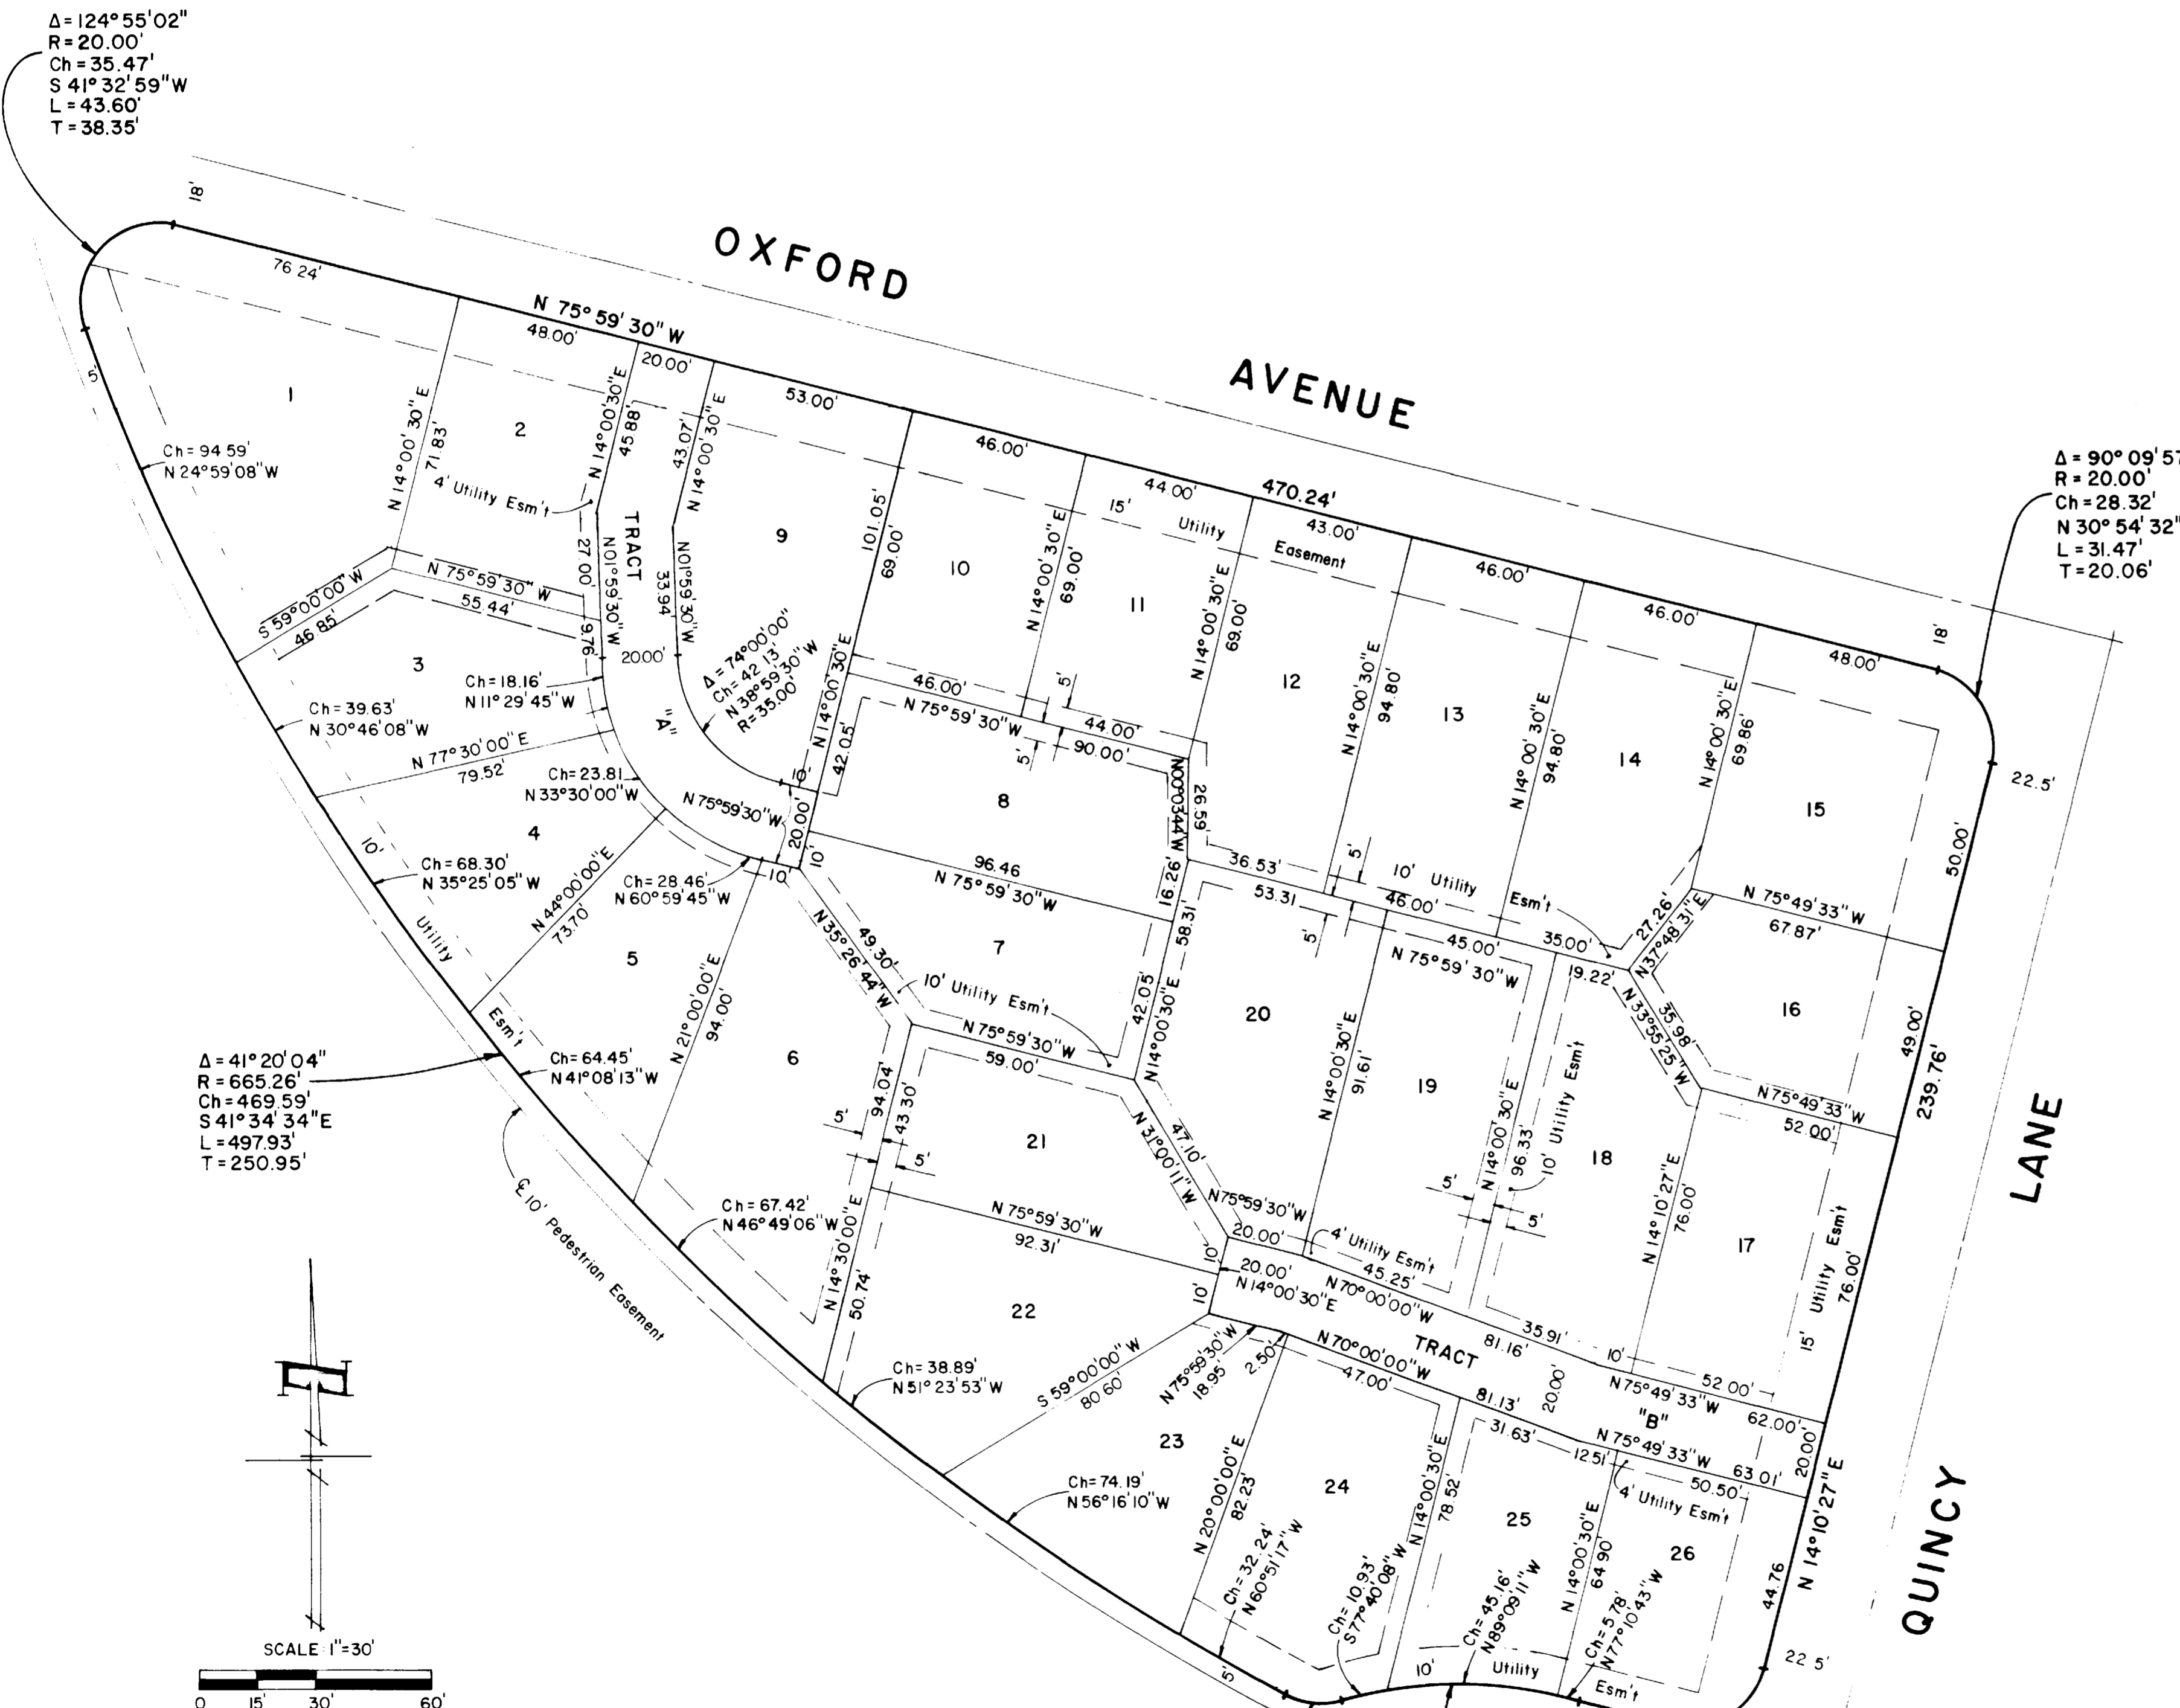 Δ = 124° 55' 02"
R = 20.00'
Ch = 35.47'
S 41° 32' 59" W
L = 43.60'
T = 38.35'
18'
OXFORD
AVENUE
76 24'
N 75° 59' 30" W
48.00'
20.00'
53.00'
46.00'
44.00'
470.24'
43.00'
46.00'
46.00'
48.00'
18'
Δ = 90° 09' 57
R = 20.00'
Ch = 28.32'
N 30° 54' 32"
L = 31.47'
T = 20.06'
22.5'
5'
1
Ch = 94 59'
N 24° 59' 08" W
N 14° 00' 30" E
71.83'
2
4' Utility Esm't
N 14° 00' 30" E
45.88'
43.07'
N 14° 00' 30" E
TRACT
27.00'
N 01° 59' 30" W
33.94
N 01° 59' 30" W
9
101.05'
69.00'
N 14° 00' 30" E
10
N 14° 00' 30" E
69.00'
15'
Utility
Easement
11
N 14° 00' 30" E
69.00'
12
N 14° 00' 30" E
94.80'
13
N 14° 00' 30" E
94.80'
14
N 14° 00' 30" E
69.86'
15
50.00'
S 59° 00' 00" W
46 85'
N 75° 59' 30" W
55.44'
9.76'
20.00'
3
Ch = 18.16'
N 11° 29' 45" W
Ch = 39.63'
N 30° 46' 08" W
N 77° 30' 00" E
79.52'
"A"
Δ = 74° 00' 00"
Ch = 42 13'
N 38° 59' 30" W
R = 35.00'
42.05'
10'
46.00'
N 75° 59' 30" W
5'
44.00'
90.00'
5'
N 00° 03' 44" W
26.59'
8
Ch = 23.81
N 33° 30' 00" W
4
N 75° 59' 30" W
20.00'
10'
10'
10'
Ch = 68.30'
N 35° 25' 05" W
N 44° 00' 00" E
73.70'
Ch = 28.46'
N 60° 59' 45" W
96.46
N 75° 59' 30" W
16.26'
58.31'
36.53'
53.31
5'
5'
10' Utility
Esm't
46.00'
45.00'
N 75° 59' 30" W
35.00'
19.22'
27.26'
N 37° 48' 31" E
N 75° 49' 33" W
67.87'
Utility
Esm't
5
N 21° 00' 00" E
94.00'
N 35° 26' 44" W
49.30'
7
10' Utility Esm't
42.05'
N 14° 00' 30" E
20
N 14° 00' 30" E
91.61'
19
N 14° 00' 30" E
96.33'
10' Utility Esm't
N 33° 55' 25" W
35.98'
16
49.00'
N 75° 49' 33" W
52.00'
239.76'
LANE
Δ = 41° 20' 04"
R = 665.26'
Ch = 469.59'
S 41° 34' 34" E
L = 497.93'
T = 250.95'
Ch = 64.45'
N 41° 08' 13" W
6
94.04'
43.30'
N 75° 59' 30" W
59.00'
5'
5'
21
N 31° 00' 11" W
47.10'
18
5'
5'
N 14° 10' 27" E
76.00'
17
Utility Esm't
15'
76.00'
℄ 10' Pedestrian Easement
Ch = 67.42'
N 46° 49' 06" W
N 14° 30' 00" E
50.74'
N 75° 59' 30" W
92.31'
N 75° 59' 30" W
20.00'
10'
10'
20.00'
N 14° 00' 30" E
4' Utility Esm't
45.25'
N 70° 00' 00" W
22
N 75° 59' 30" W
18.95'
2.50'
N 70° 00' 00" W
47.00'
TRACT
35.91'
81.16'
10'
N 75° 49' 33" W
52 00'
"B"
62.00'
20.00'
Ch = 38.89'
N 51° 23' 53" W
S 59° 00' 00" W
80 60'
81.13'
20.00'
31.63'
12.51'
N 75° 49' 33" W
63 01'
50.50'
4' Utility Esm't
23
Ch = 74.19'
N 56° 16' 10" W
N 20° 00' 00" E
82.23'
24
N 14° 00' 30" E
78.52'
25
N 14° 00' 30" E
64 90'
26
N 14° 10' 27" E
44.76
QUINCY
Ch = 32.24'
N 60° 51' 17" W
Ch = 10.93'
S 77° 40' 08" W
Ch = 45.16'
N 89° 09' 11" W
Ch = 5 78'
N 77° 10' 43" W
5'
10'
Utility
Esm't
22 5'
N
SCALE: 1" = 30'
0 15' 30' 60'